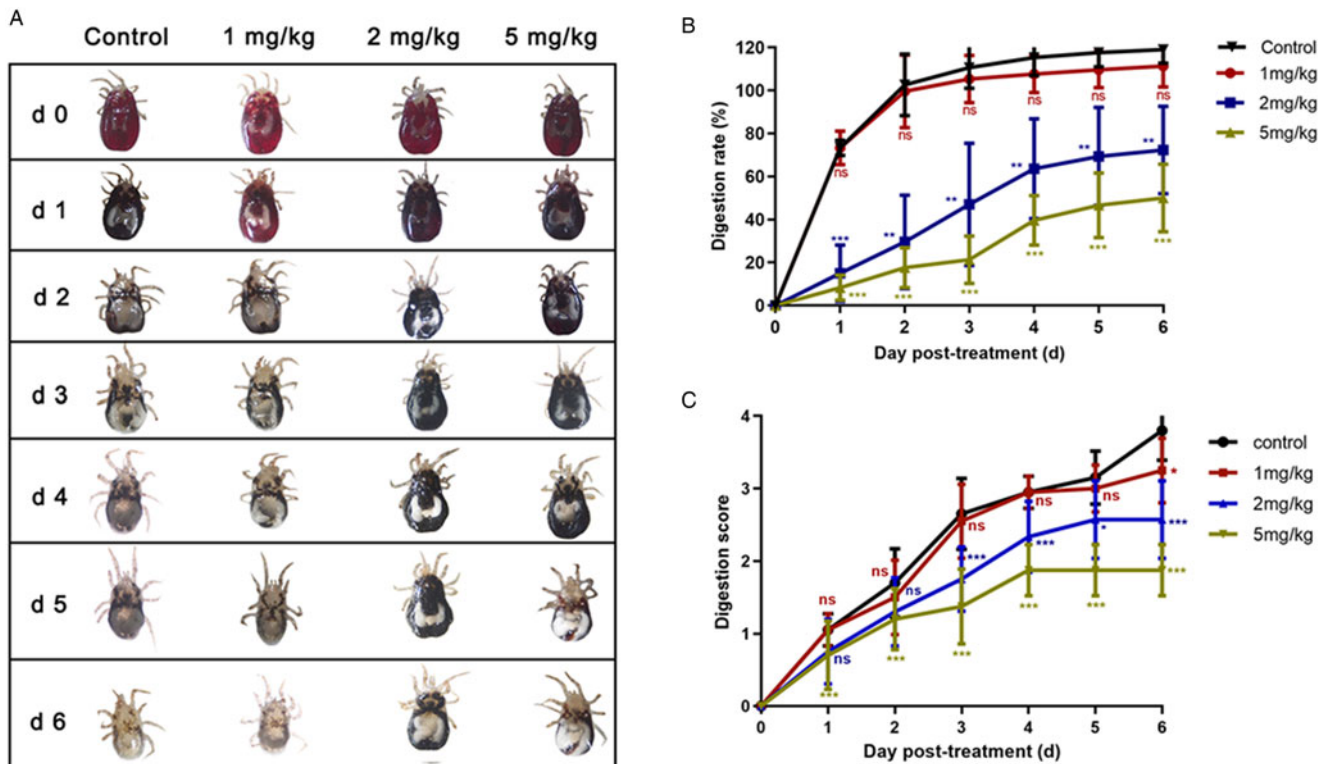 A
Control 1 mg/kg 2 mg/kg 5 mg/kg
d 0
d 1
d 2
d 3
d 4
d 5
d 6
B
Digestion rate (%)
120
100
80
60
40
20
0
ns ns ns ns ns ns
*** ** ** ** ** **
*** *** *** *** *** ***
0 1 2 3 4 5 6
Day post-treatment (d)
Control
1mg/kg
2mg/kg
5mg/kg
C
Digestion score
4
3
2
1
0
ns ns ns ns ns *
ns ns *** *** * ***
*** *** *** *** *** ***
0 1 2 3 4 5 6
Day post-treatment (d)
control
1mg/kg
2mg/kg
5mg/kg